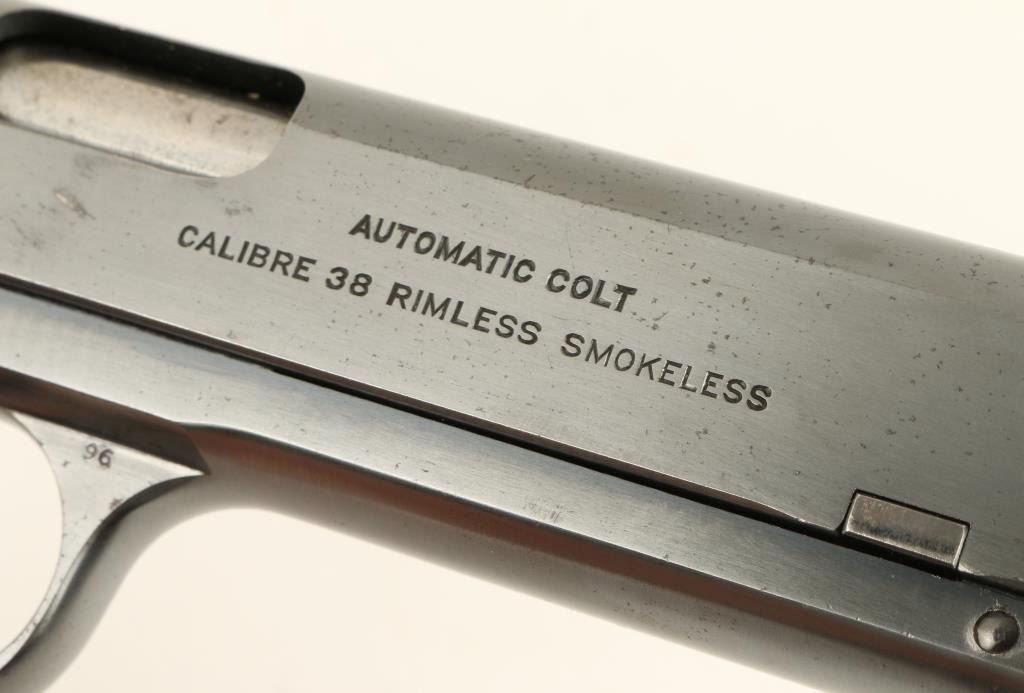 AUTOMATIC COLT
CALIBRE 38 RIMLESS SMOKELESS
96